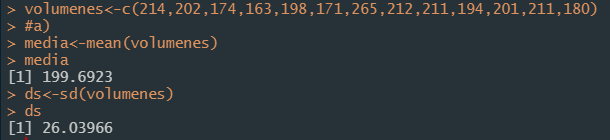 > volumenes<-c(214,202,174,163,198,171,265,212,211,194,201,211,180)
> #a)
> media<-mean(volumenes)
> media
[1] 199.6923
> ds<-sd(volumenes)
> ds
[1] 26.03966